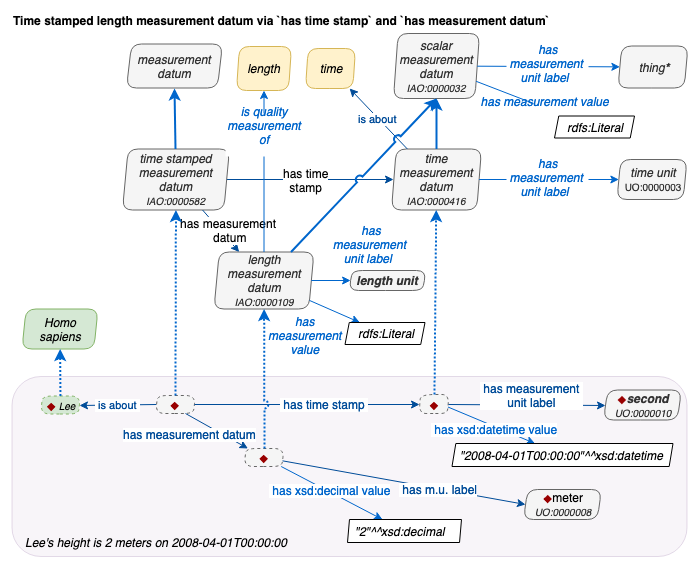 Time stamped length measurement datum via `has time stamp` and `has measurement datum`
measurement
datum
length
time
scalar
measurement
datum
IAO:0000032
has
measurement
unit label
thing*
has measurement value
rdfs:Literal
is quality
measurement
of
is about
time stamped
measurement
datum
IAO:0000582
has time
stamp
time
measurement
datum
IAO:0000416
has
measurement
unit label
time unit
UO:0000003
has measurement
datum
length
measurement
datum
IAO:0000109
has
measurement
unit label
length unit
has
measurement
value
rdfs:Literal
Homo
sapiens
Lee
is about
has time stamp
has measurement
unit label
second
UO:0000010
has measurement datum
has xsd:datetime value
"2008-04-01T00:00:00"^^xsd:datetime
has xsd:decimal value
has m.u. label
meter
UO:0000008
"2"^^xsd:decimal
Lee's height is 2 meters on 2008-04-01T00:00:00